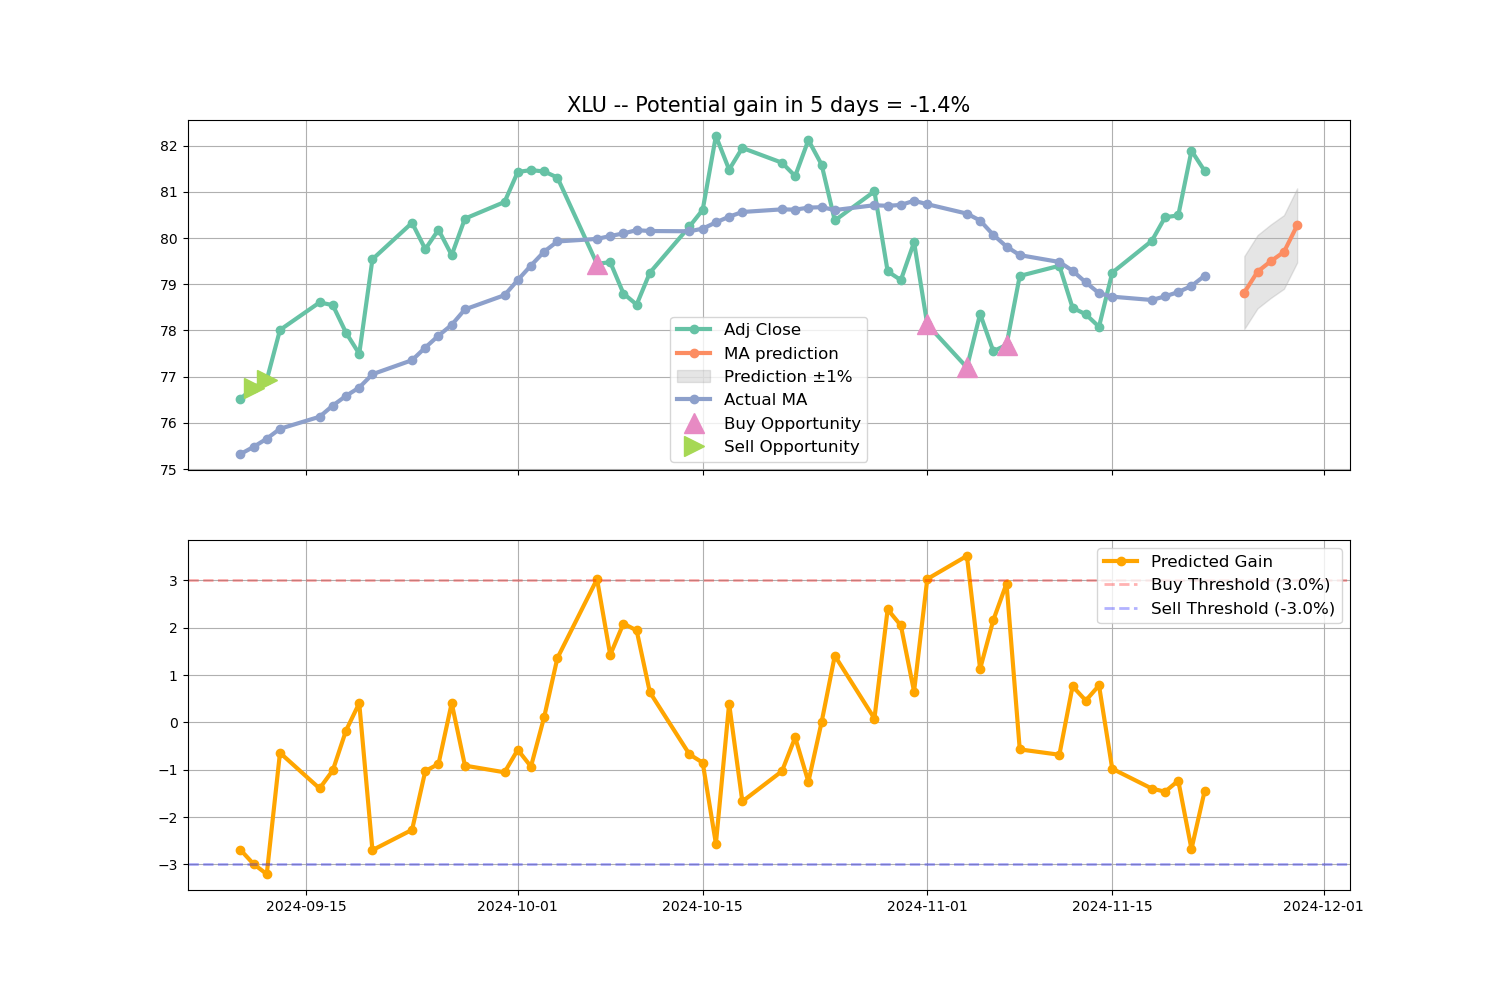 XLU -- Potential gain in 5 days = -1.4%
82
81
80
79
78
77
76
75
Adj Close
MA prediction
Prediction ±1%
Actual MA
Buy Opportunity
Sell Opportunity
3
2
1
0
−1
−2
−3
Predicted Gain
Buy Threshold (3.0%)
Sell Threshold (-3.0%)
2024-09-15
2024-10-01
2024-10-15
2024-11-01
2024-11-15
2024-12-01